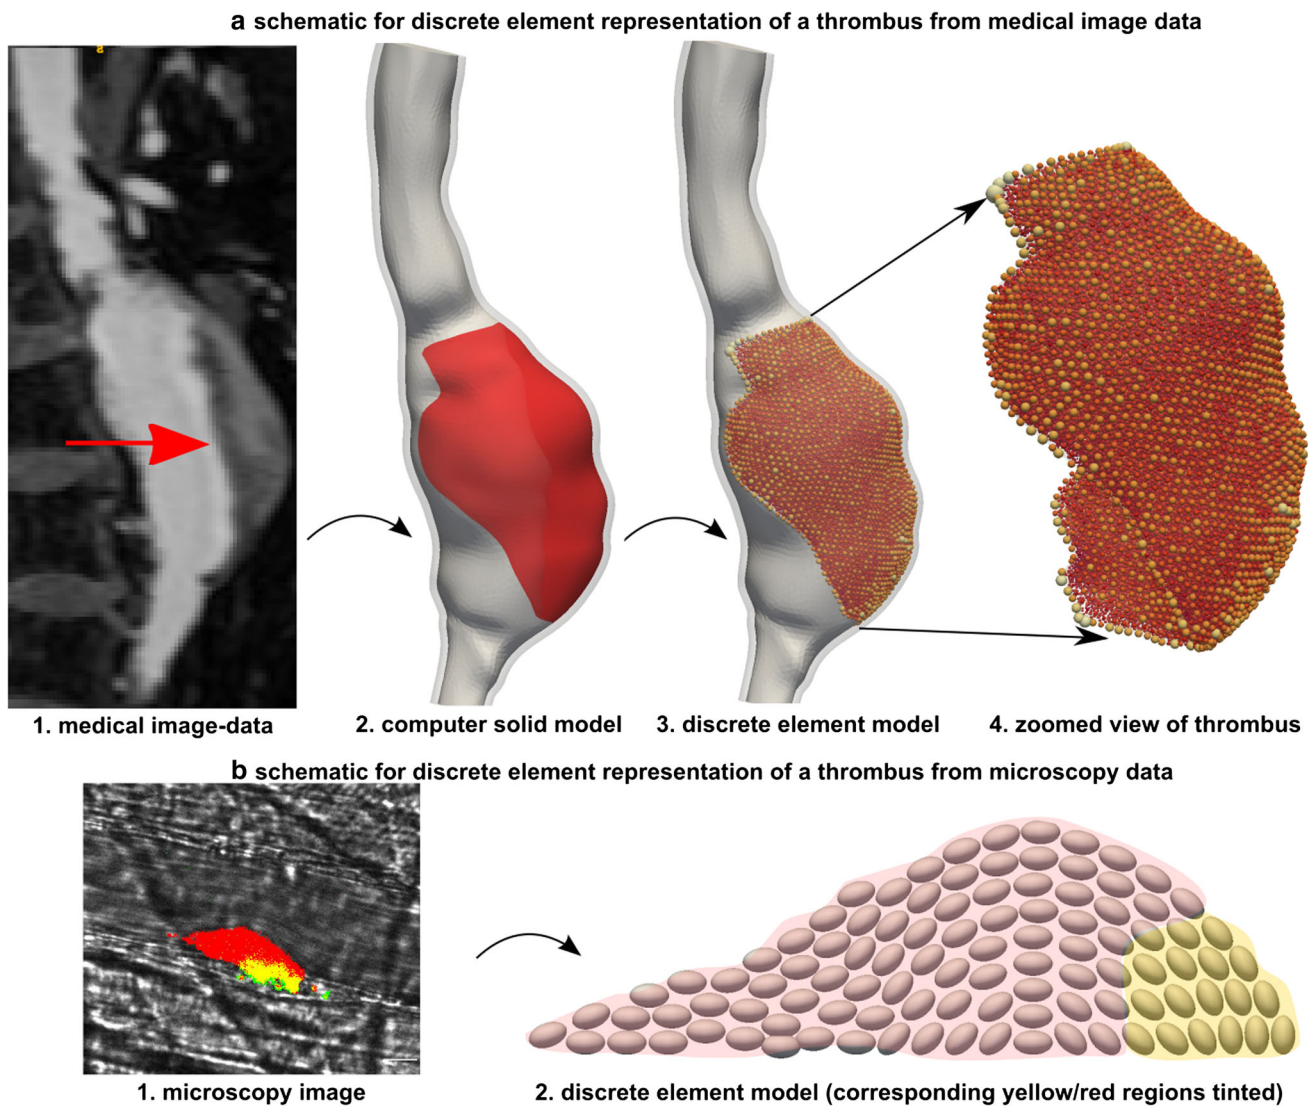 a schematic for discrete element representation of a thrombus from medical image data
s
1. medical image-data
2. computer solid model
3. discrete element model
4. zoomed view of thrombus
b schematic for discrete element representation of a thrombus from microscopy data
1. microscopy image
2. discrete element model (corresponding yellow/red regions tinted)